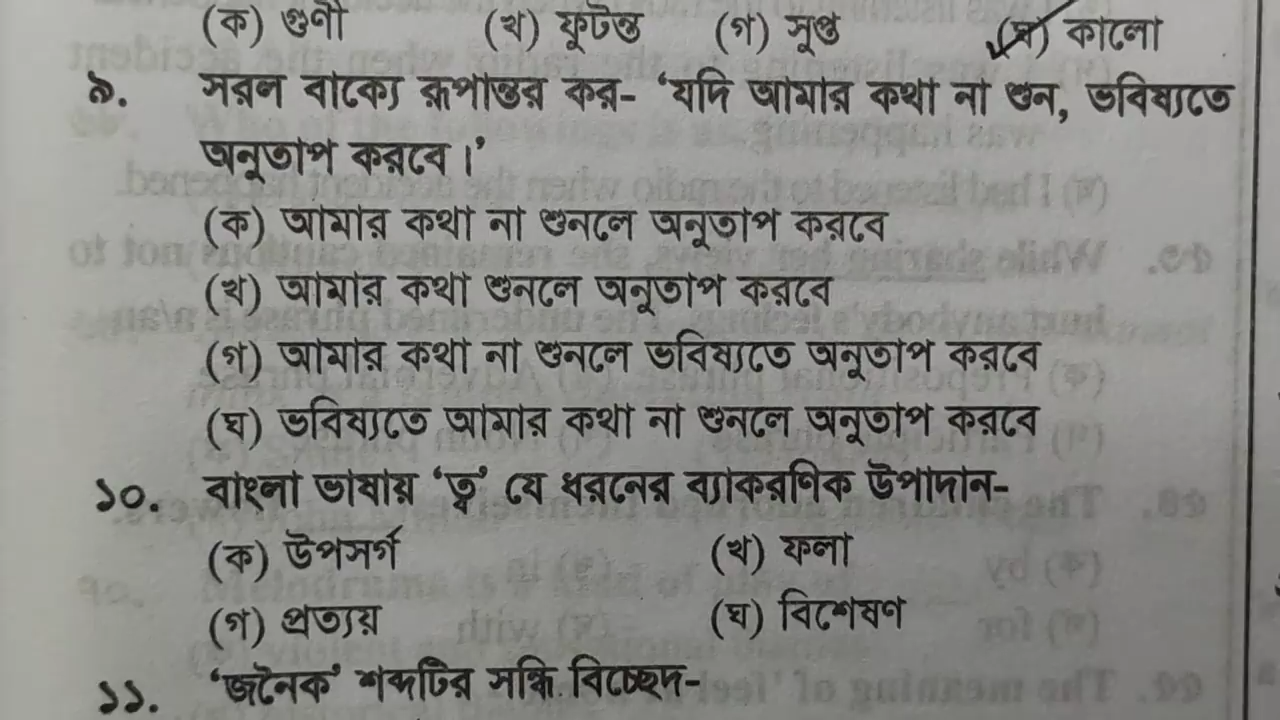 (ক) গুণী (খ) ফুটন্ত (গ) সুপ্ত (ঘ) কালো
৯. সরল বাক্যে রূপান্তর কর- ‘যদি আমার কথা না শুন, ভবিষ্যতে
অনুতাপ করবে।’
(ক) আমার কথা না শুনলে অনুতাপ করবে
(খ) আমার কথা শুনলে অনুতাপ করবে
(গ) আমার কথা না শুনলে ভবিষ্যতে অনুতাপ করবে
(ঘ) ভবিষ্যতে আমার কথা না শুনলে অনুতাপ করবে
১০. বাংলা ভাষায় ‘ত্ব’ যে ধরনের ব্যাকরণিক উপাদান-
(ক) উপসর্গ (খ) ফলা
(গ) প্রত্যয় (ঘ) বিশেষণ
১১. ‘জনৈক’ শব্দটির সন্ধি বিচ্ছেদ-